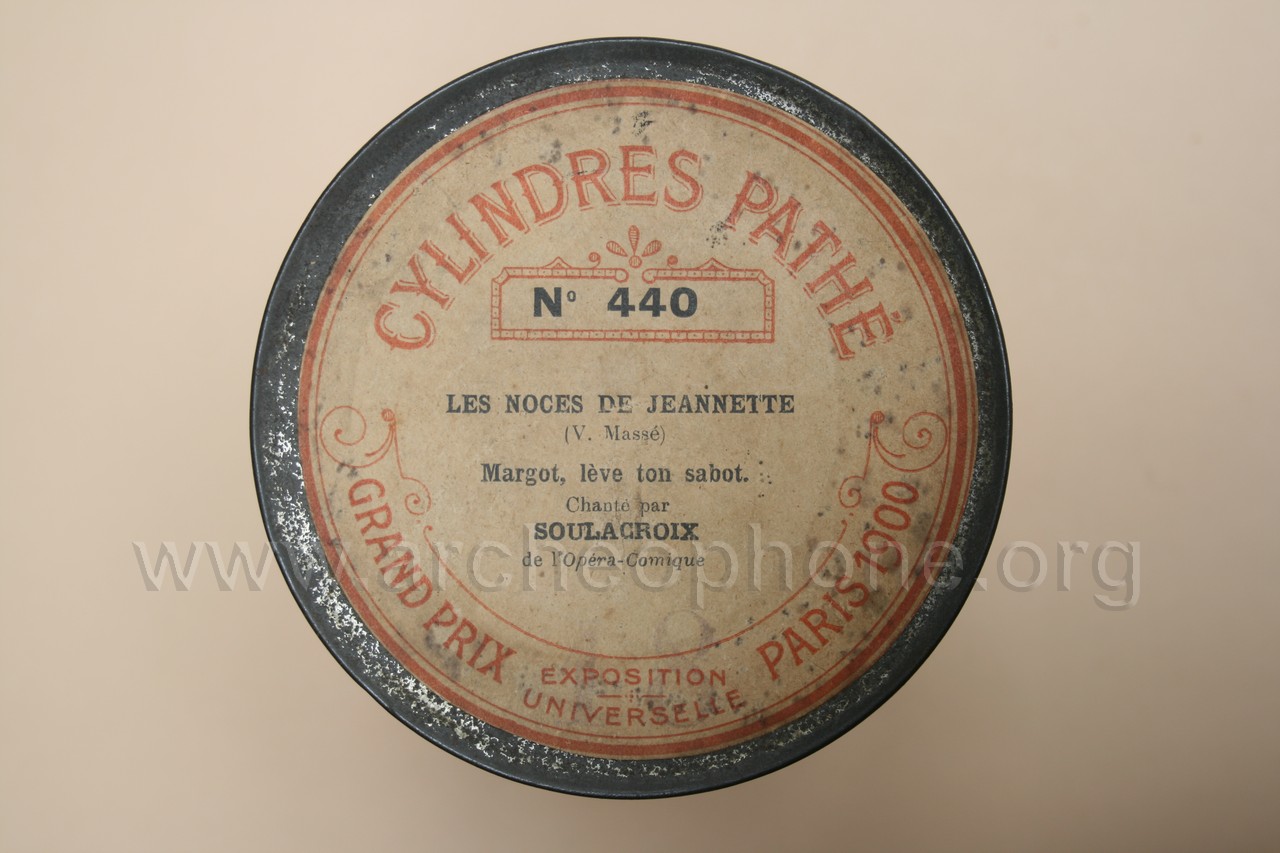 CYLINDRES PATHÉ
Nº 440
LES NOCES DE JEANNETTE
(V. Massé)
Margot, lève ton sabot.
Chanté par
SOULACROIX
de l'Opéra-Comique
www.archeophone.org
GRAND PRIX
EXPOSITION
UNIVERSELLE
PARIS 1900